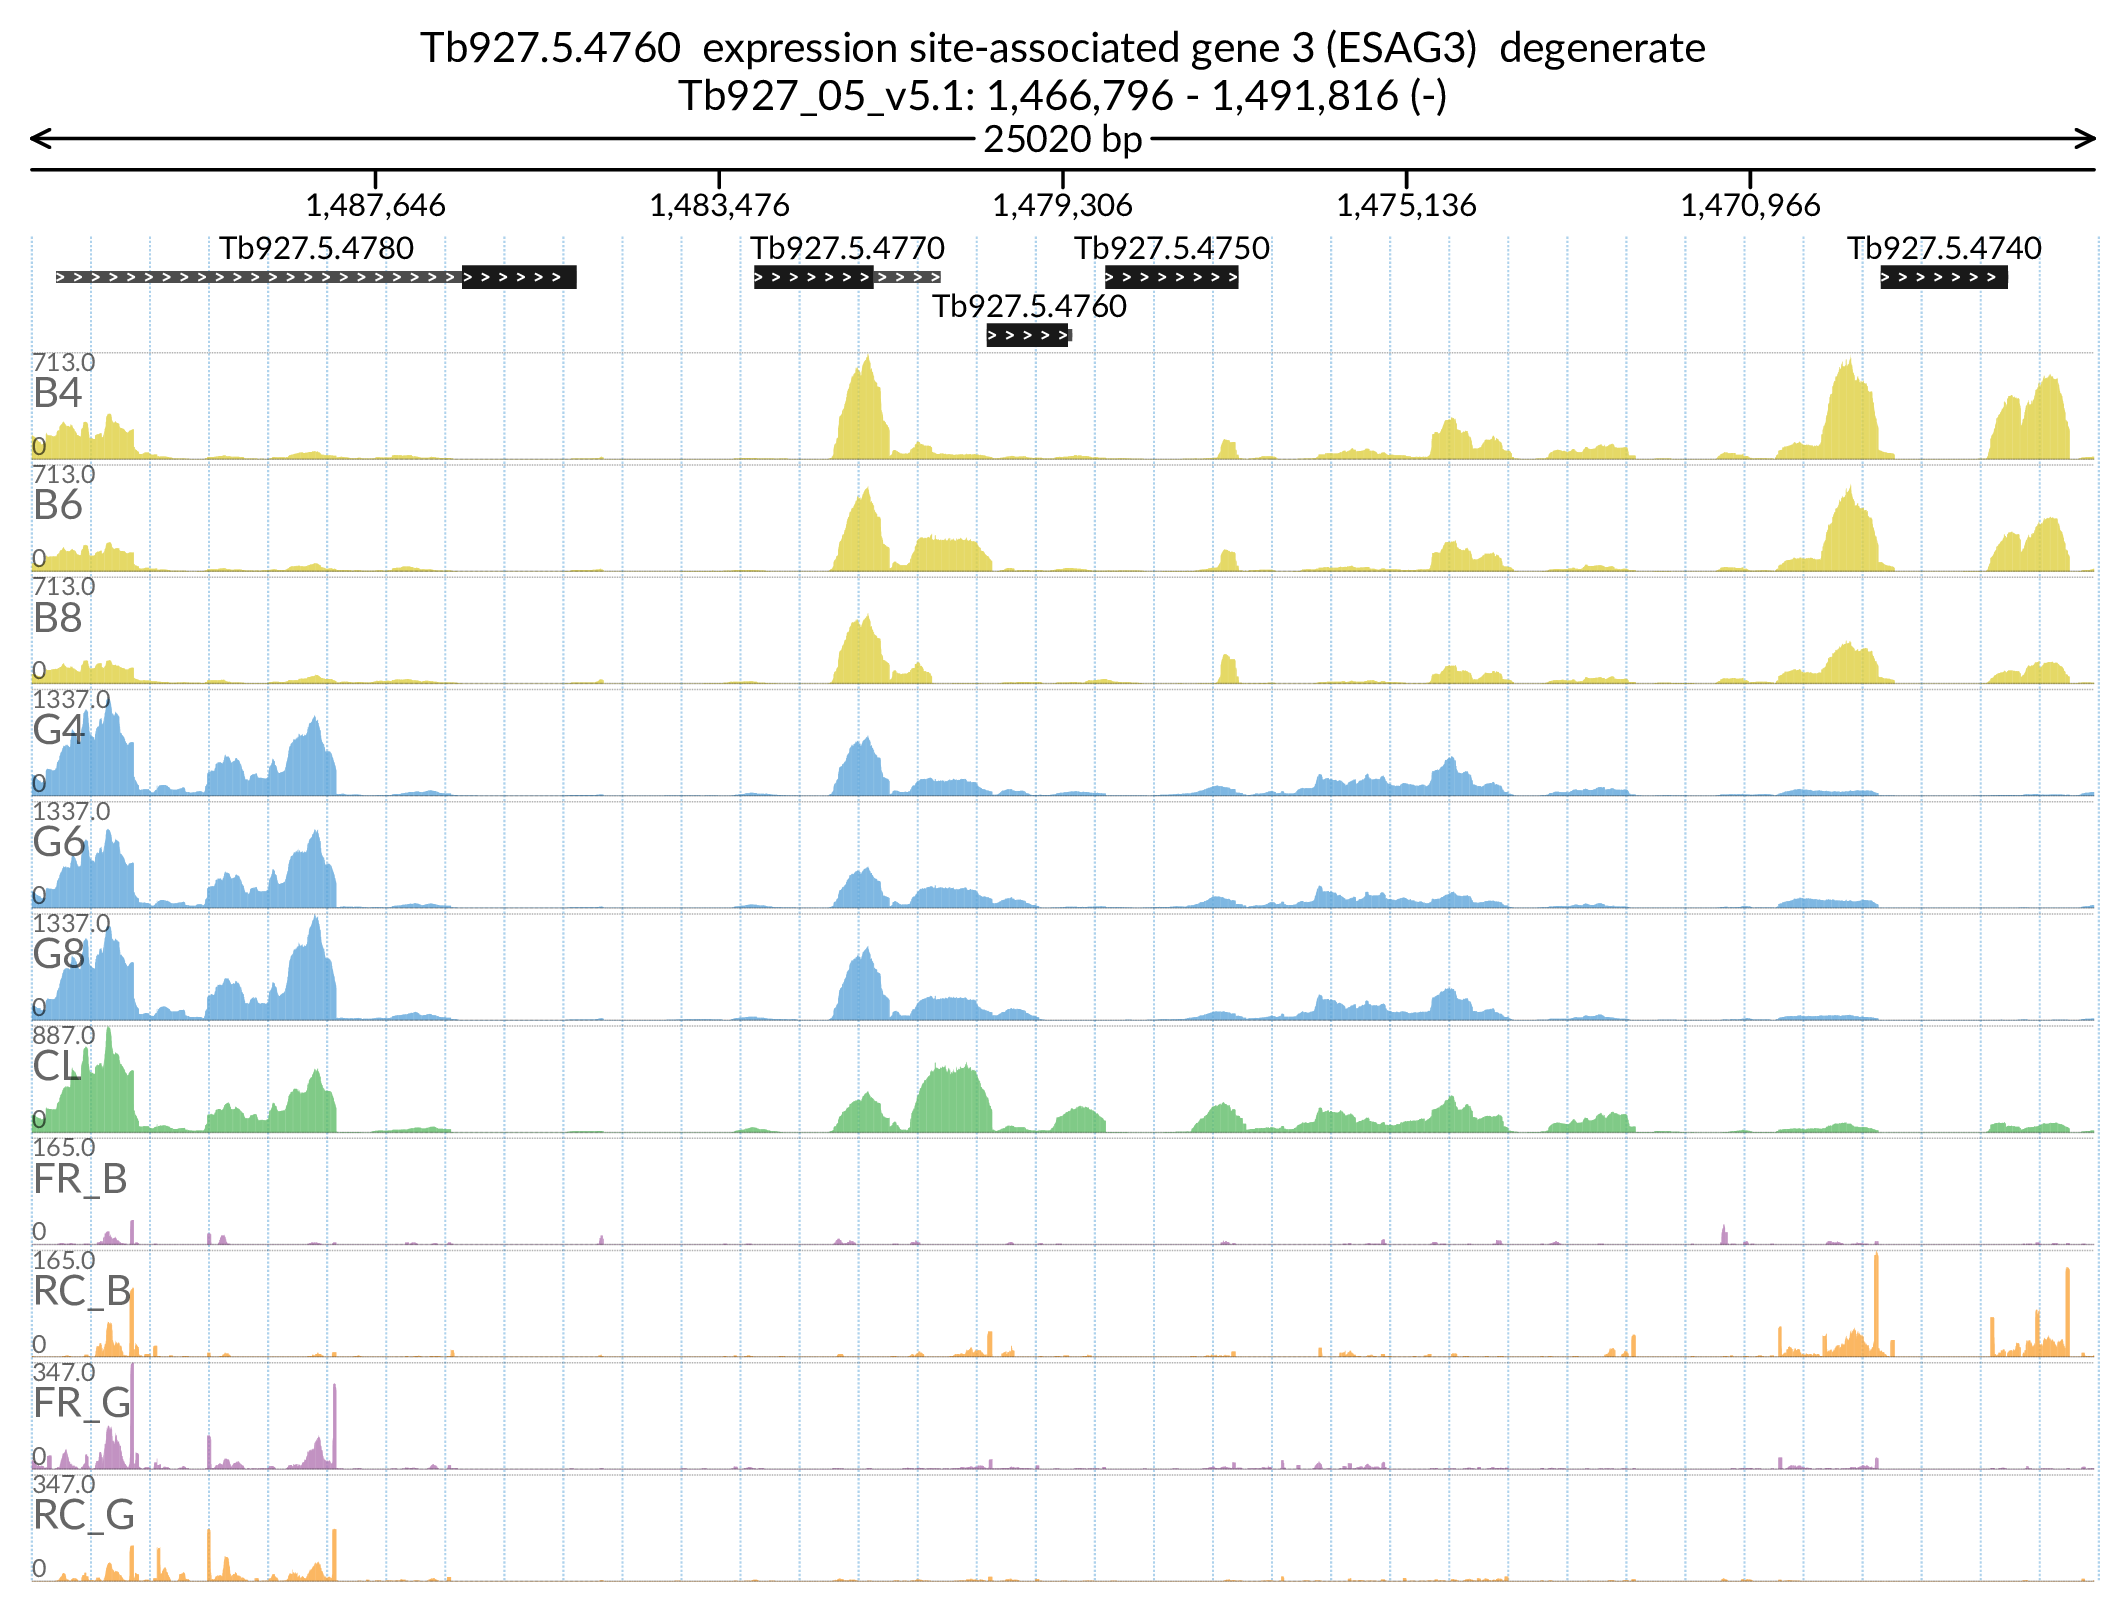 Tb927.5.4760  expression site-associated gene 3 (ESAG3)  degenerate
Tb927_05_v5.1: 1,466,796 - 1,491,816 (-)
25020 bp
1,487,646 1,483,476 1,479,306 1,475,136 1,470,966
Tb927.5.4780 Tb927.5.4770 Tb927.5.4750 Tb927.5.4740
Tb927.5.4760
713.0
B4
0
713.0
B6
0
713.0
B8
0
1337.0
G4
0
1337.0
G6
0
1337.0
G8
0
887.0
CL
0
165.0
FR_B
0
165.0
RC_B
0
347.0
FR_G
0
347.0
RC_G
0